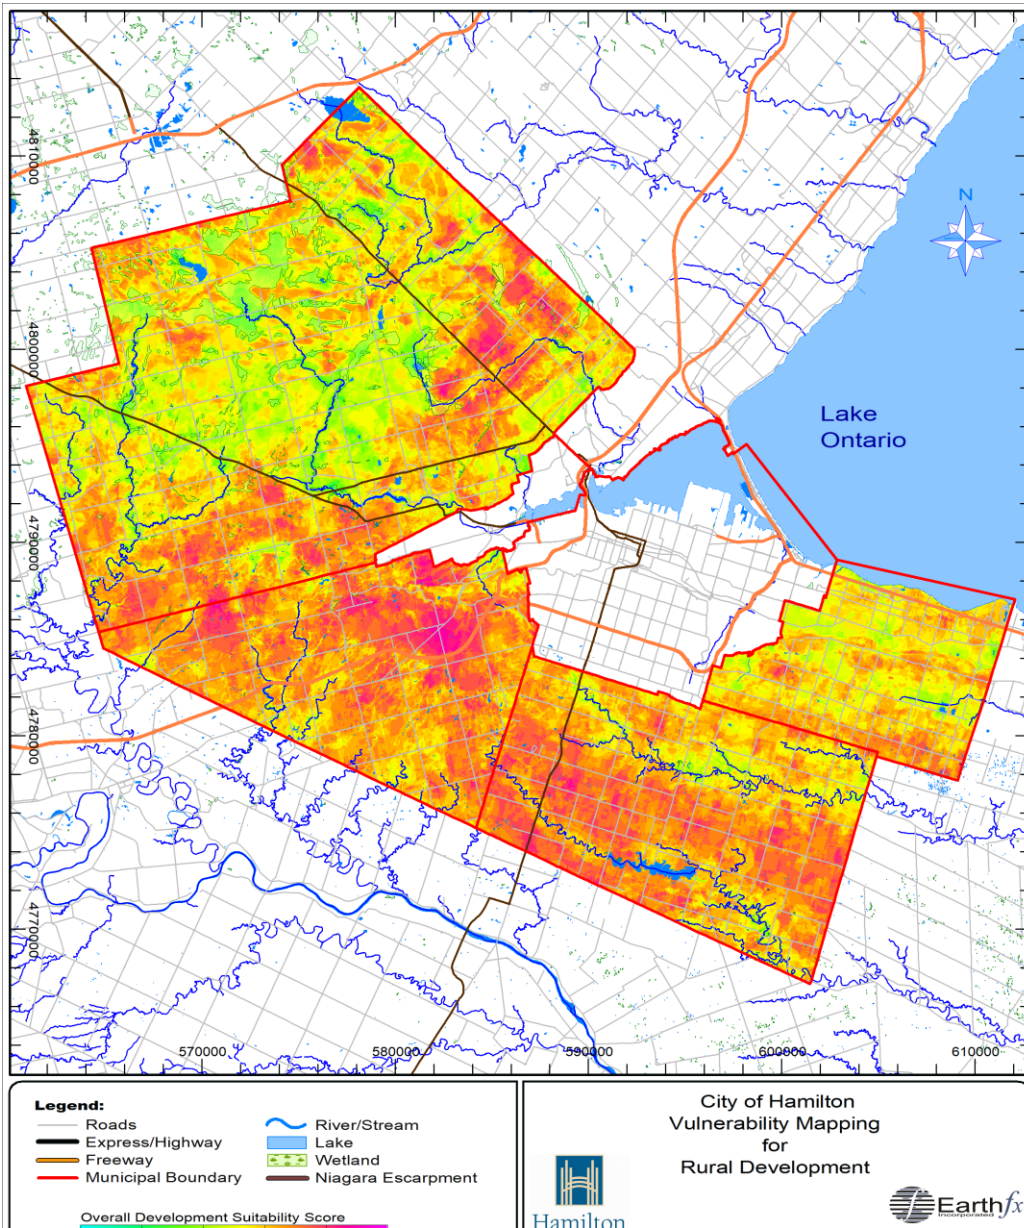 N
4810000
4800000
4790000
4780000
4770000
Lake
Ontario
570000
580000
590000
600000
610000
Legend:
Roads
Express/Highway
Freeway
Municipal Boundary
River/Stream
Lake
Wetland
Niagara Escarpment
Overall Development Suitability Score
City of Hamilton
Vulnerability Mapping
for
Rural Development
Hamilton
Earthfx
Incorporated